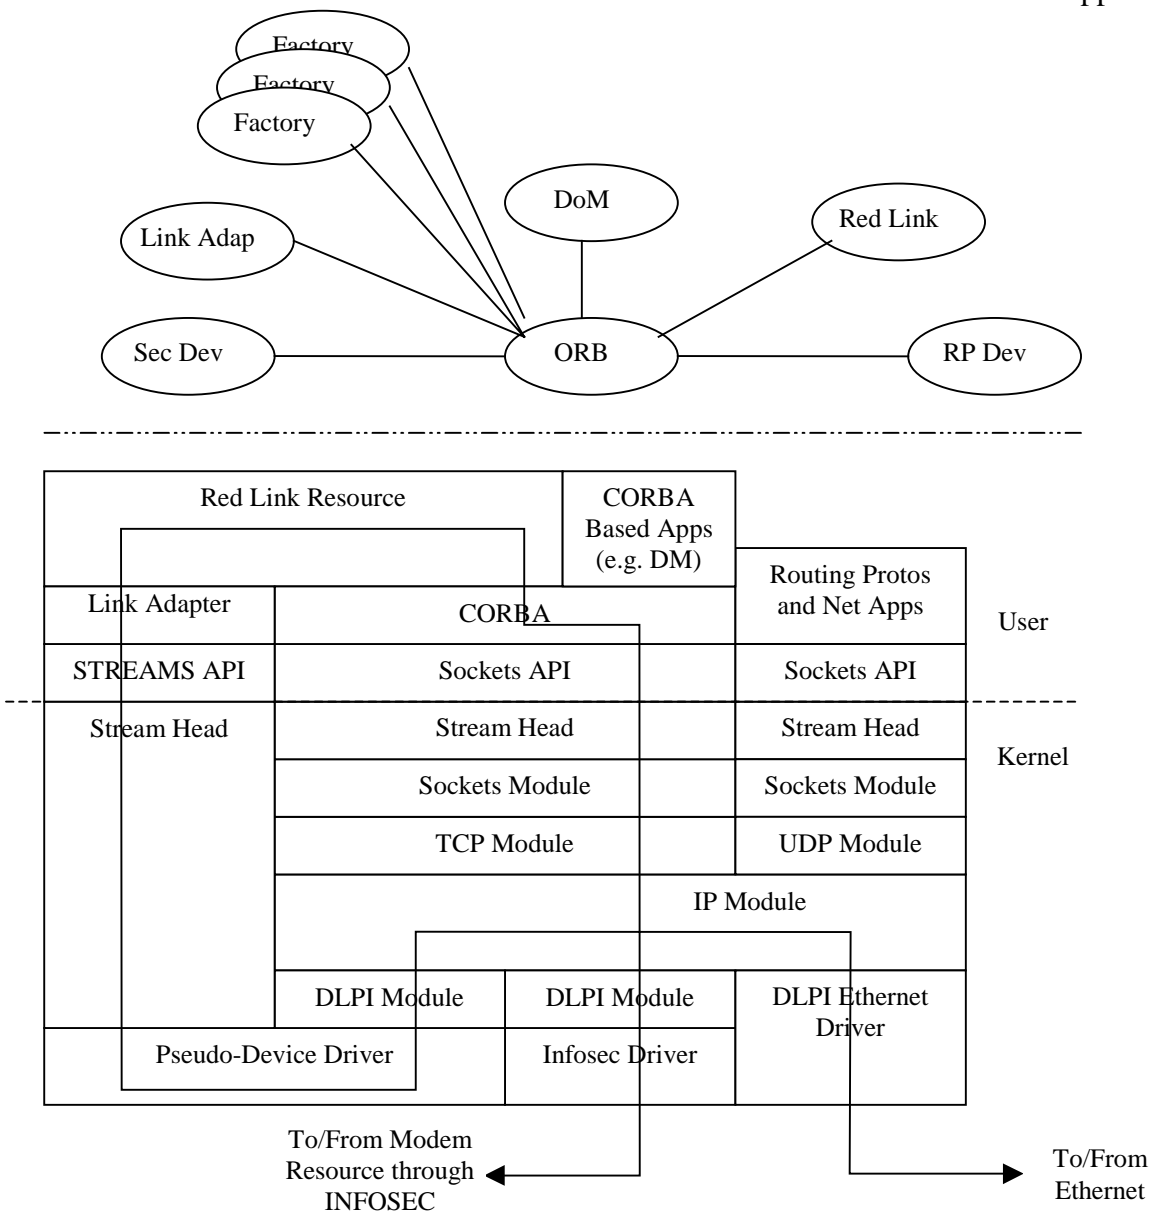 Factory
Factory
Factory
DoM
Red Link
Link Adap
Sec Dev
ORB
RP Dev
Red Link Resource
CORBA
Based Apps
(e.g. DM)
Routing Protos
and Net Apps
Link Adapter
CORBA
User
STREAMS API
Sockets API
Sockets API
Stream Head
Stream Head
Stream Head
Kernel
Sockets Module
Sockets Module
TCP Module
UDP Module
IP Module
DLPI Module
DLPI Module
DLPI Ethernet
Driver
Pseudo-Device Driver
Infosec Driver
To/From Modem
Resource through
INFOSEC
To/From
Ethernet